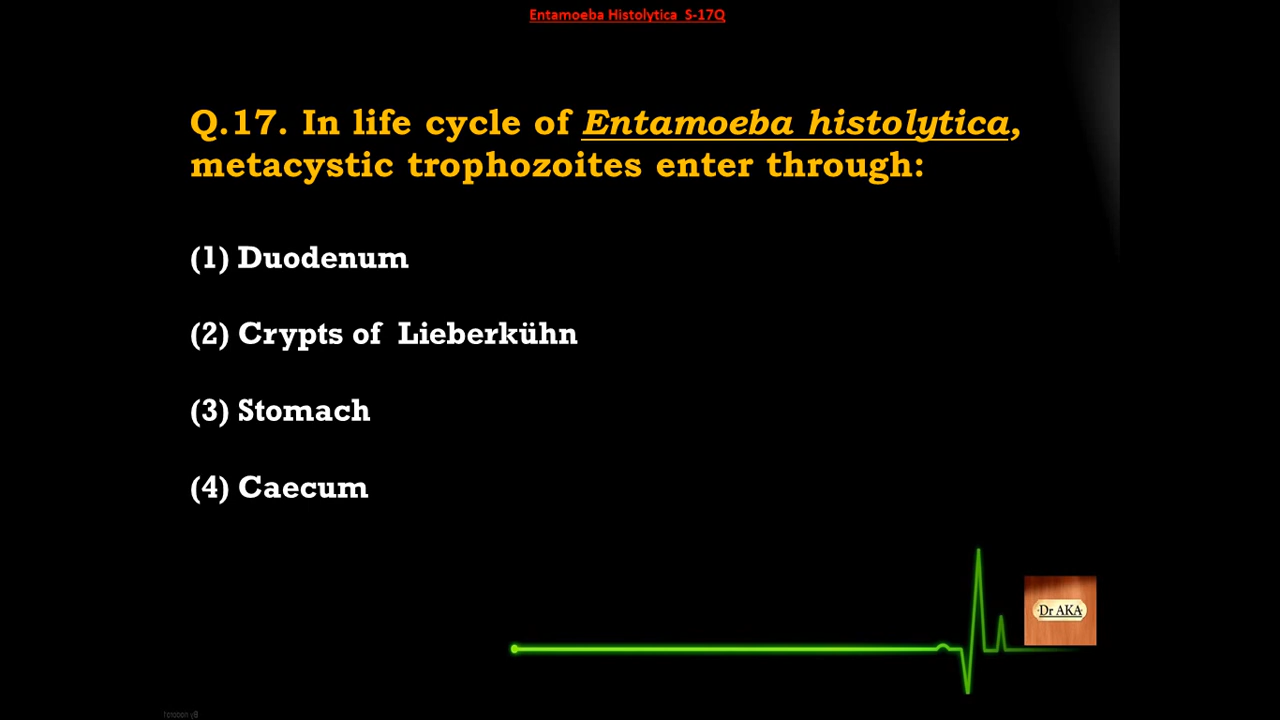 Entamoeba Histolytica S-17Q
Q.17. In life cycle of Entamoeba histolytica,
metacystic trophozoites enter through:
(1) Duodenum
(2) Crypts of Lieberkühn
(3) Stomach
(4) Caecum
Dr AKA